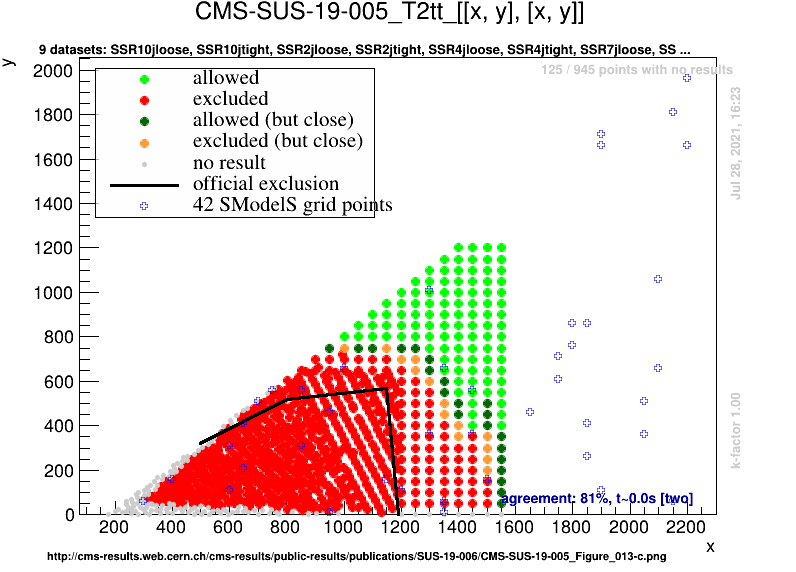 CMS-SUS-19-005_T2tt_[[x, y], [x, y]]
9 datasets: SSR10jloose, SSR10jtight, SSR2jloose, SSR2jtight, SSR4jloose, SSR4jtight, SSR7jloose, SS ...
y
125 / 945 points with no results
allowed
excluded
allowed (but close)
excluded (but close)
no result
official exclusion
42 SModelS grid points
2000
1800
1600
1400
1200
1000
800
600
400
200
0
Jul 28, 2021, 16:23
k-factor 1.00
agreement: 81%, t~0.0s [two]
200 400 600 800 1000 1200 1400 1600 1800 2000 2200
x
http://cms-results.web.cern.ch/cms-results/public-results/publications/SUS-19-006/CMS-SUS-19-005_Figure_013-c.png